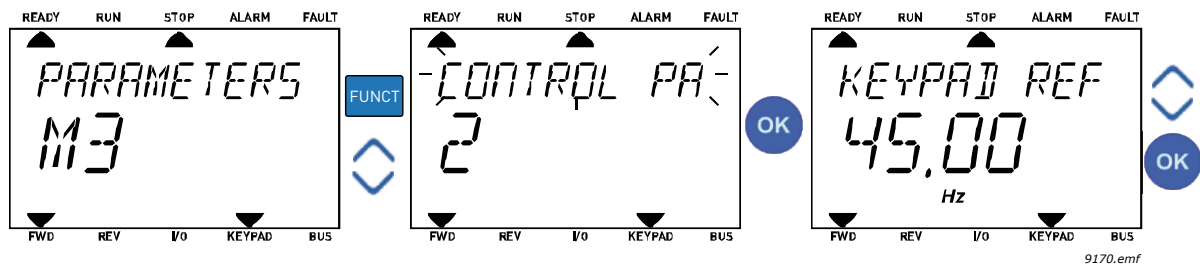 READY RUN STOP ALARM FAULT
PARAMETERS
M3
FWD REV I/O KEYPAD BUS
FUNCT
READY RUN STOP ALARM FAULT
CONTROL PA
2
FWD REV I/O KEYPAD BUS
OK
READY RUN STOP ALARM FAULT
KEYPAD REF
45.00
Hz
FWD REV I/O KEYPAD BUS
OK
9170.emf